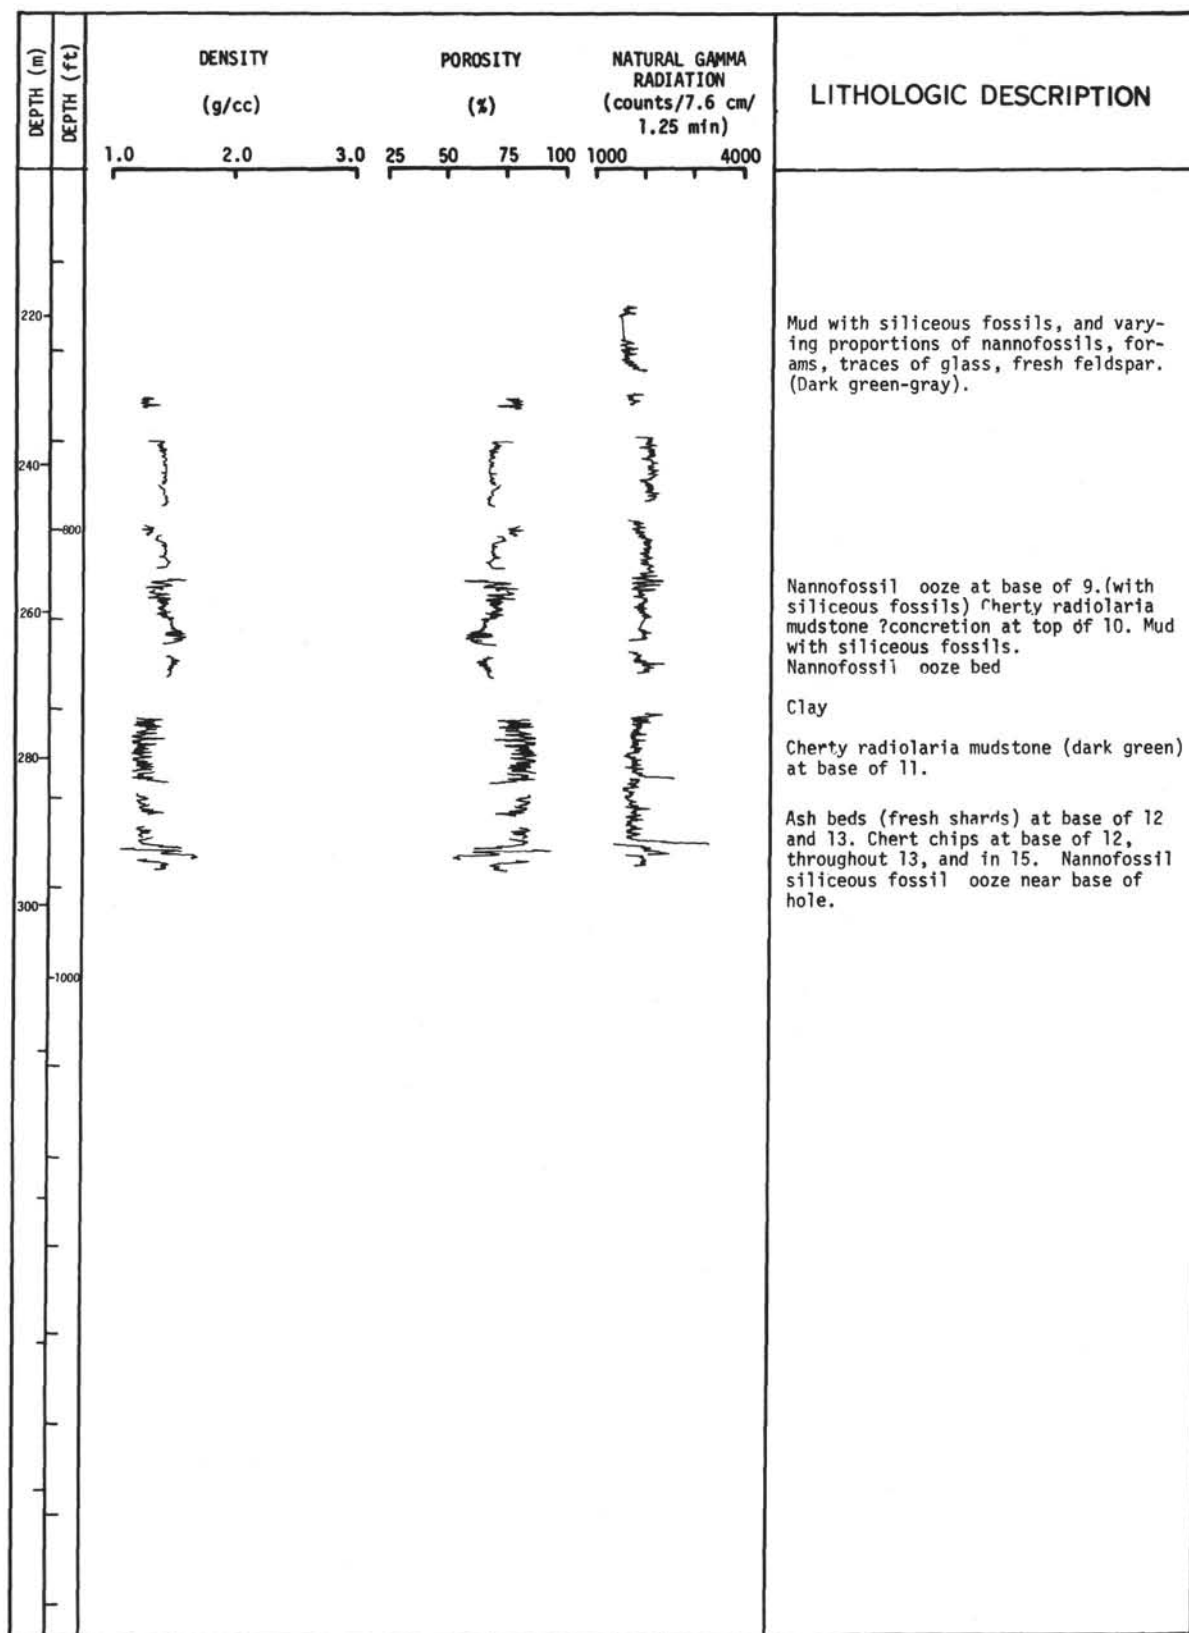 DEPTH (m)
DEPTH (ft)
DENSITY
(g/cc)
1.0 2.0 3.0
POROSITY
(%)
25 50 75 100
NATURAL GAMMA
RADIATION
(counts/7.6 cm/
1.25 min)
1000 4000
LITHOLOGIC DESCRIPTION
220
240
800
260
280
300
1000
Mud with siliceous fossils, and vary-
ing proportions of nannofossils, for-
ams, traces of glass, fresh feldspar.
(Dark green-gray).
Nannofossil ooze at base of 9.(with
siliceous fossils) Cherty radiolaria
mudstone ?concretion at top of 10. Mud
with siliceous fossils.
Nannofossil ooze bed
Clay
Cherty radiolaria mudstone (dark green)
at base of 11.
Ash beds (fresh shards) at base of 12
and 13. Chert chips at base of 12,
throughout 13, and in 15. Nannofossil
siliceous fossil ooze near base of
hole.